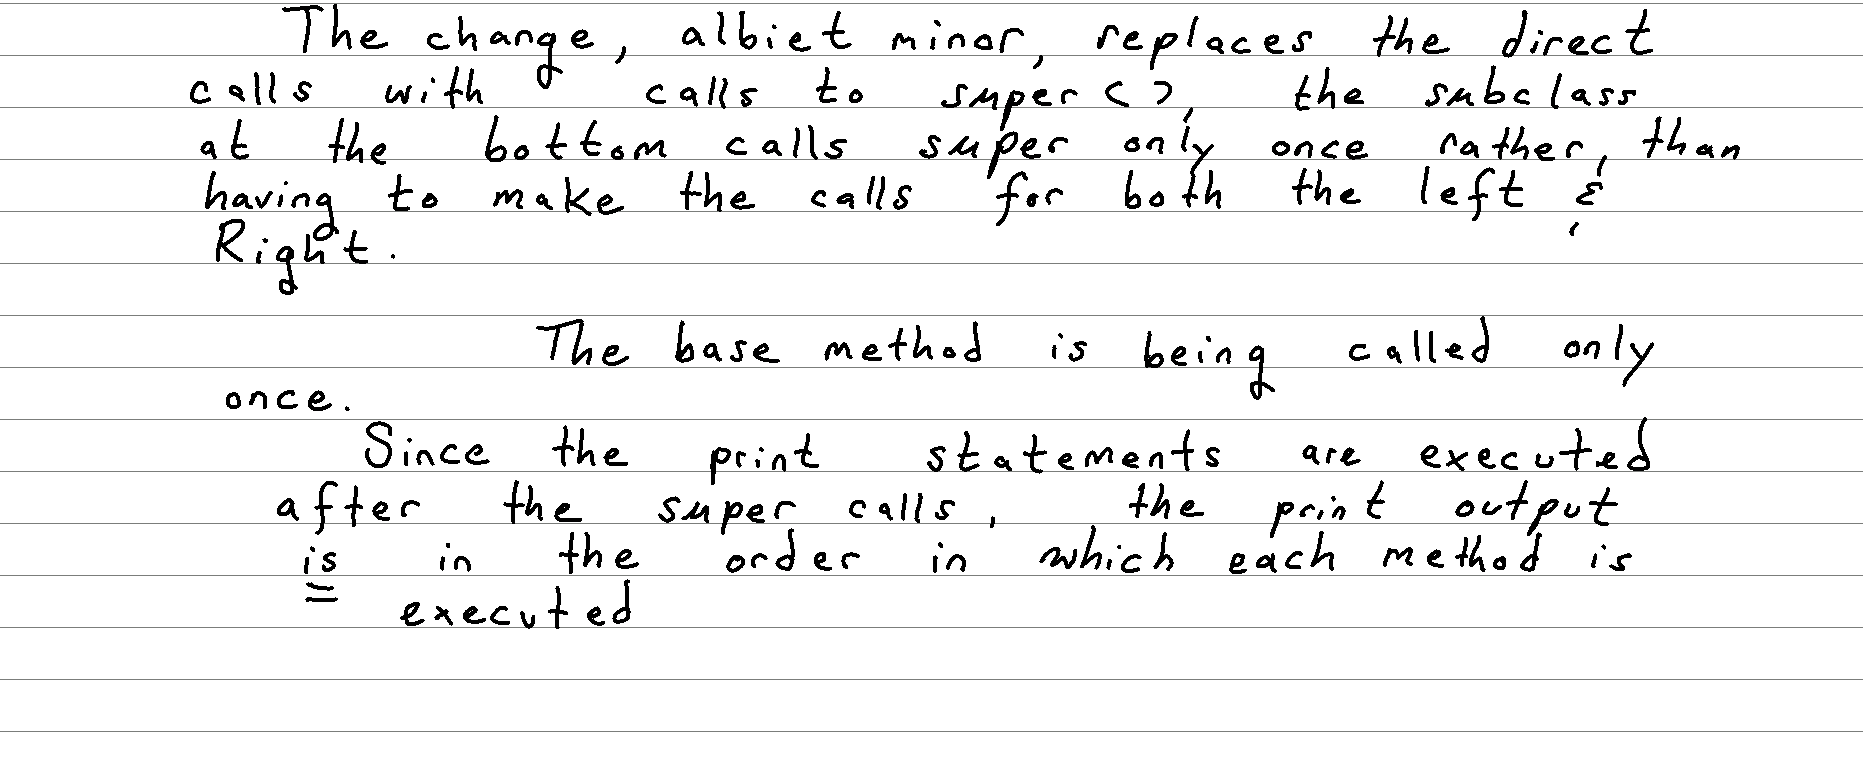 The change, albiet minor, replaces the direct
calls with calls to super(), the subclass
at the bottom calls super only once rather, than
having to make the calls for both the left &
Right.
The base method is being called only
once.
Since the print statements are executed
after the super calls, the print output
is in the order in which each method is
executed